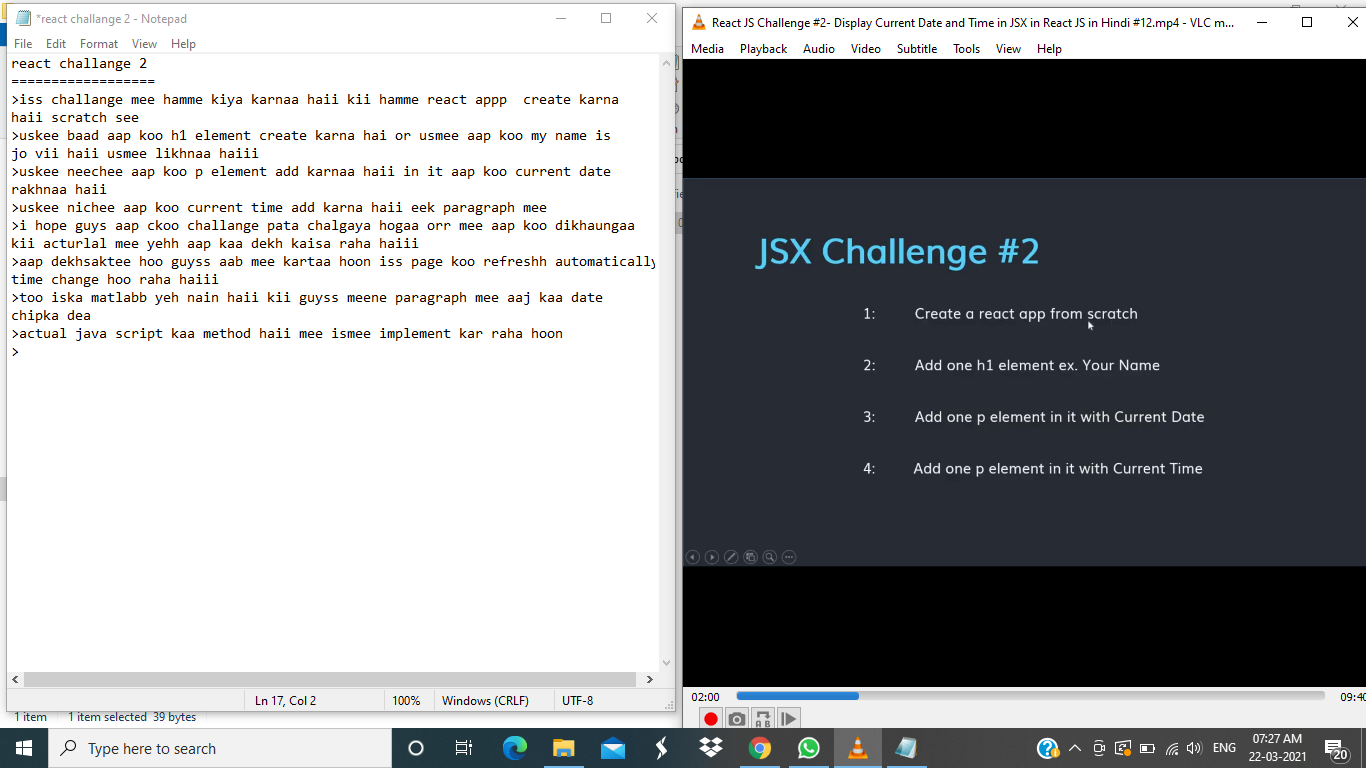 *react challange 2 - Notepad
File Edit Format View Help
react challange 2
==================
>iss challange mee hamme kiya karnaa haii kii hamme react appp  create karna
haii scratch see
>uskee baad aap koo h1 element create karna hai or usmee aap koo my name is
jo vii haii usmee likhnaa haiii
>uskee neechee aap koo p element add karnaa haii in it aap koo current date
rakhnaa haii
>uskee nichee aap koo current time add karna haii eek paragraph mee
>i hope guys aap ckoo challange pata chalgaya hogaa orr mee aap koo dikhaungaa
kii acturlal mee yehh aap kaa dekh kaisa raha haiii
>aap dekhsaktee hoo guyss aab mee kartaa hoon iss page koo refreshh automatically
time change hoo raha haiii
>too iska matlabb yeh nain haii kii guyss meene paragraph mee aaj kaa date
chipka dea
>actual java script kaa method haii mee ismee implement kar raha hoon
>
Ln 17, Col 2 100% Windows (CRLF) UTF-8
1 item 1 item selected 39 bytes
React JS Challenge #2- Display Current Date and Time in JSX in React JS in Hindi #12.mp4 - VLC m...
Media Playback Audio Video Subtitle Tools View Help
JSX Challenge #2
1: Create a react app from scratch
2: Add one h1 element ex. Your Name
3: Add one p element in it with Current Date
4: Add one p element in it with Current Time
02:00 09:40
A B
Type here to search
ENG
07:27 AM
22-03-2021
20